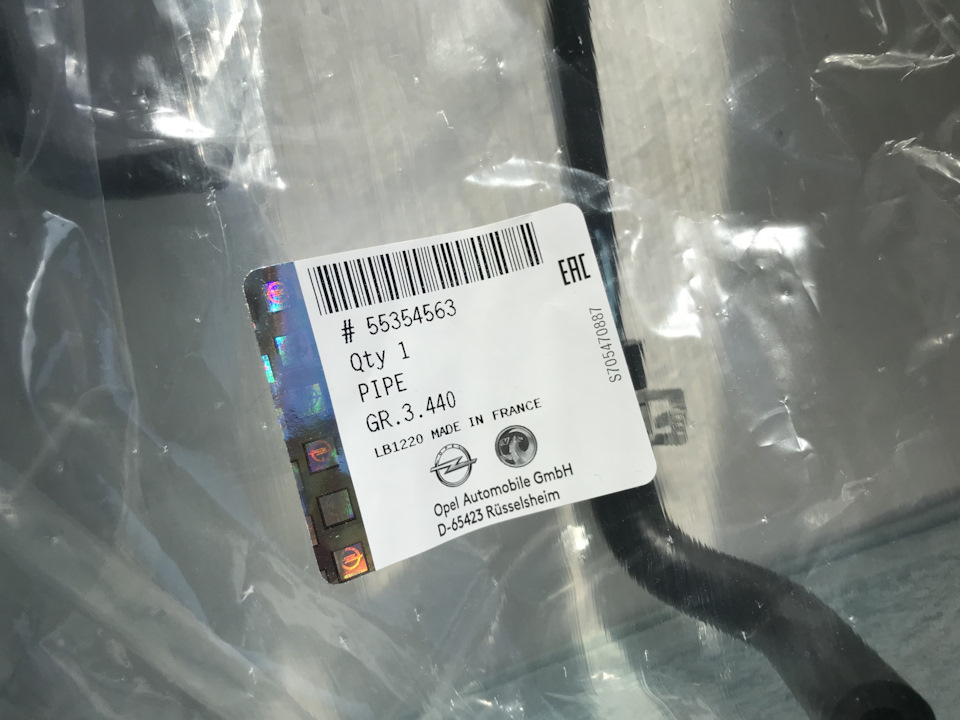 # 55354563
EAC
Qty 1
PIPE
GR.3.440
LB1220 MADE IN FRANCE
Opel Automobile GmbH
D-65423 Rüsselsheim
S705470887